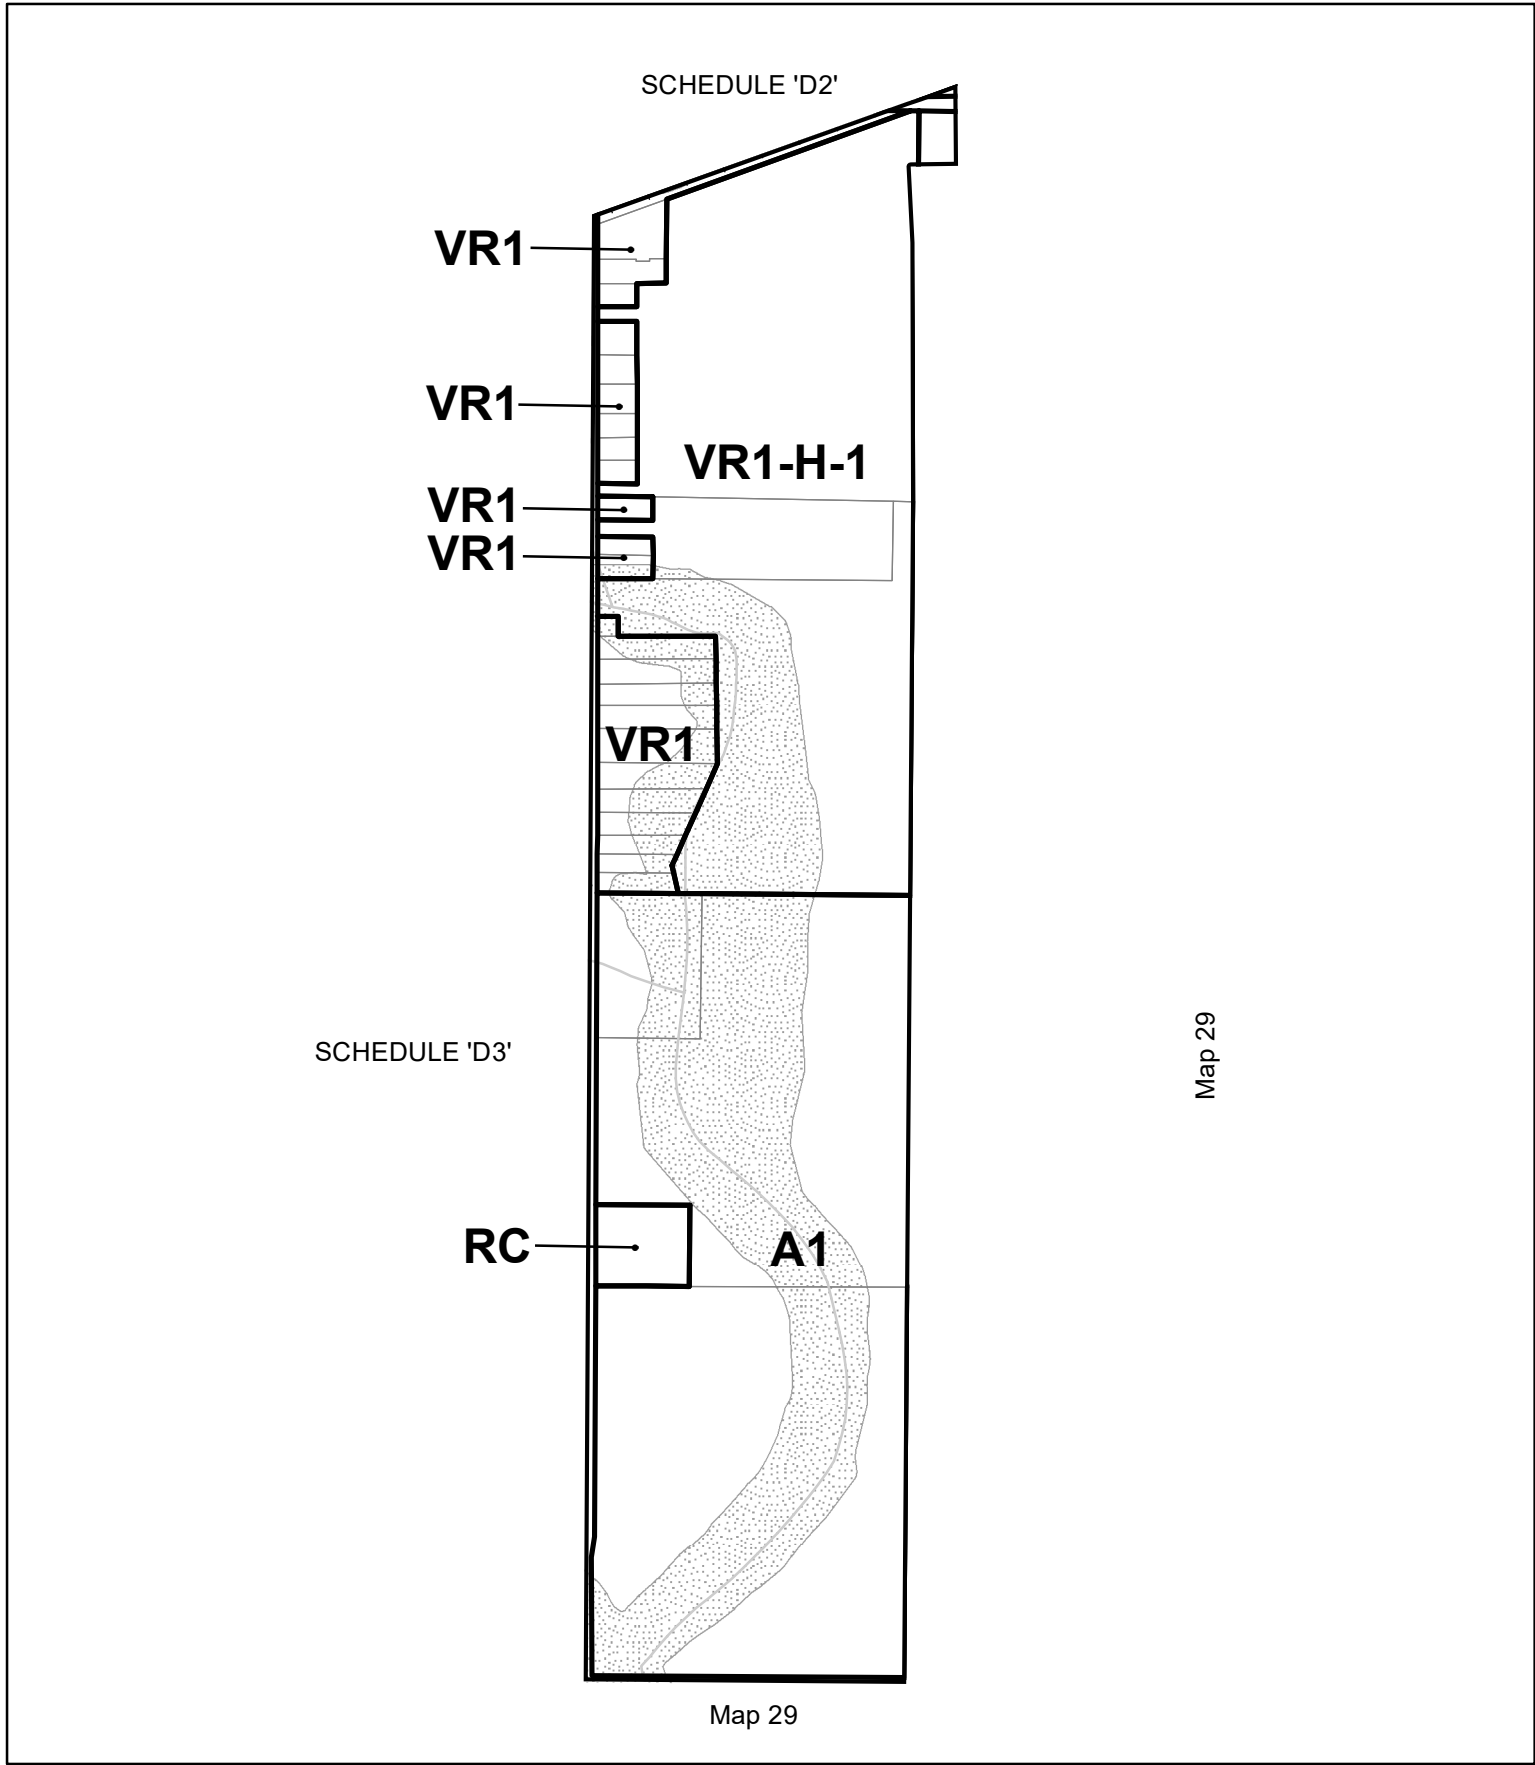 SCHEDULE 'D2'
VR1
VR1
VR1-H-1
VR1
VR1
VR1
SCHEDULE 'D3'
Map 29
RC
A1
Map 29